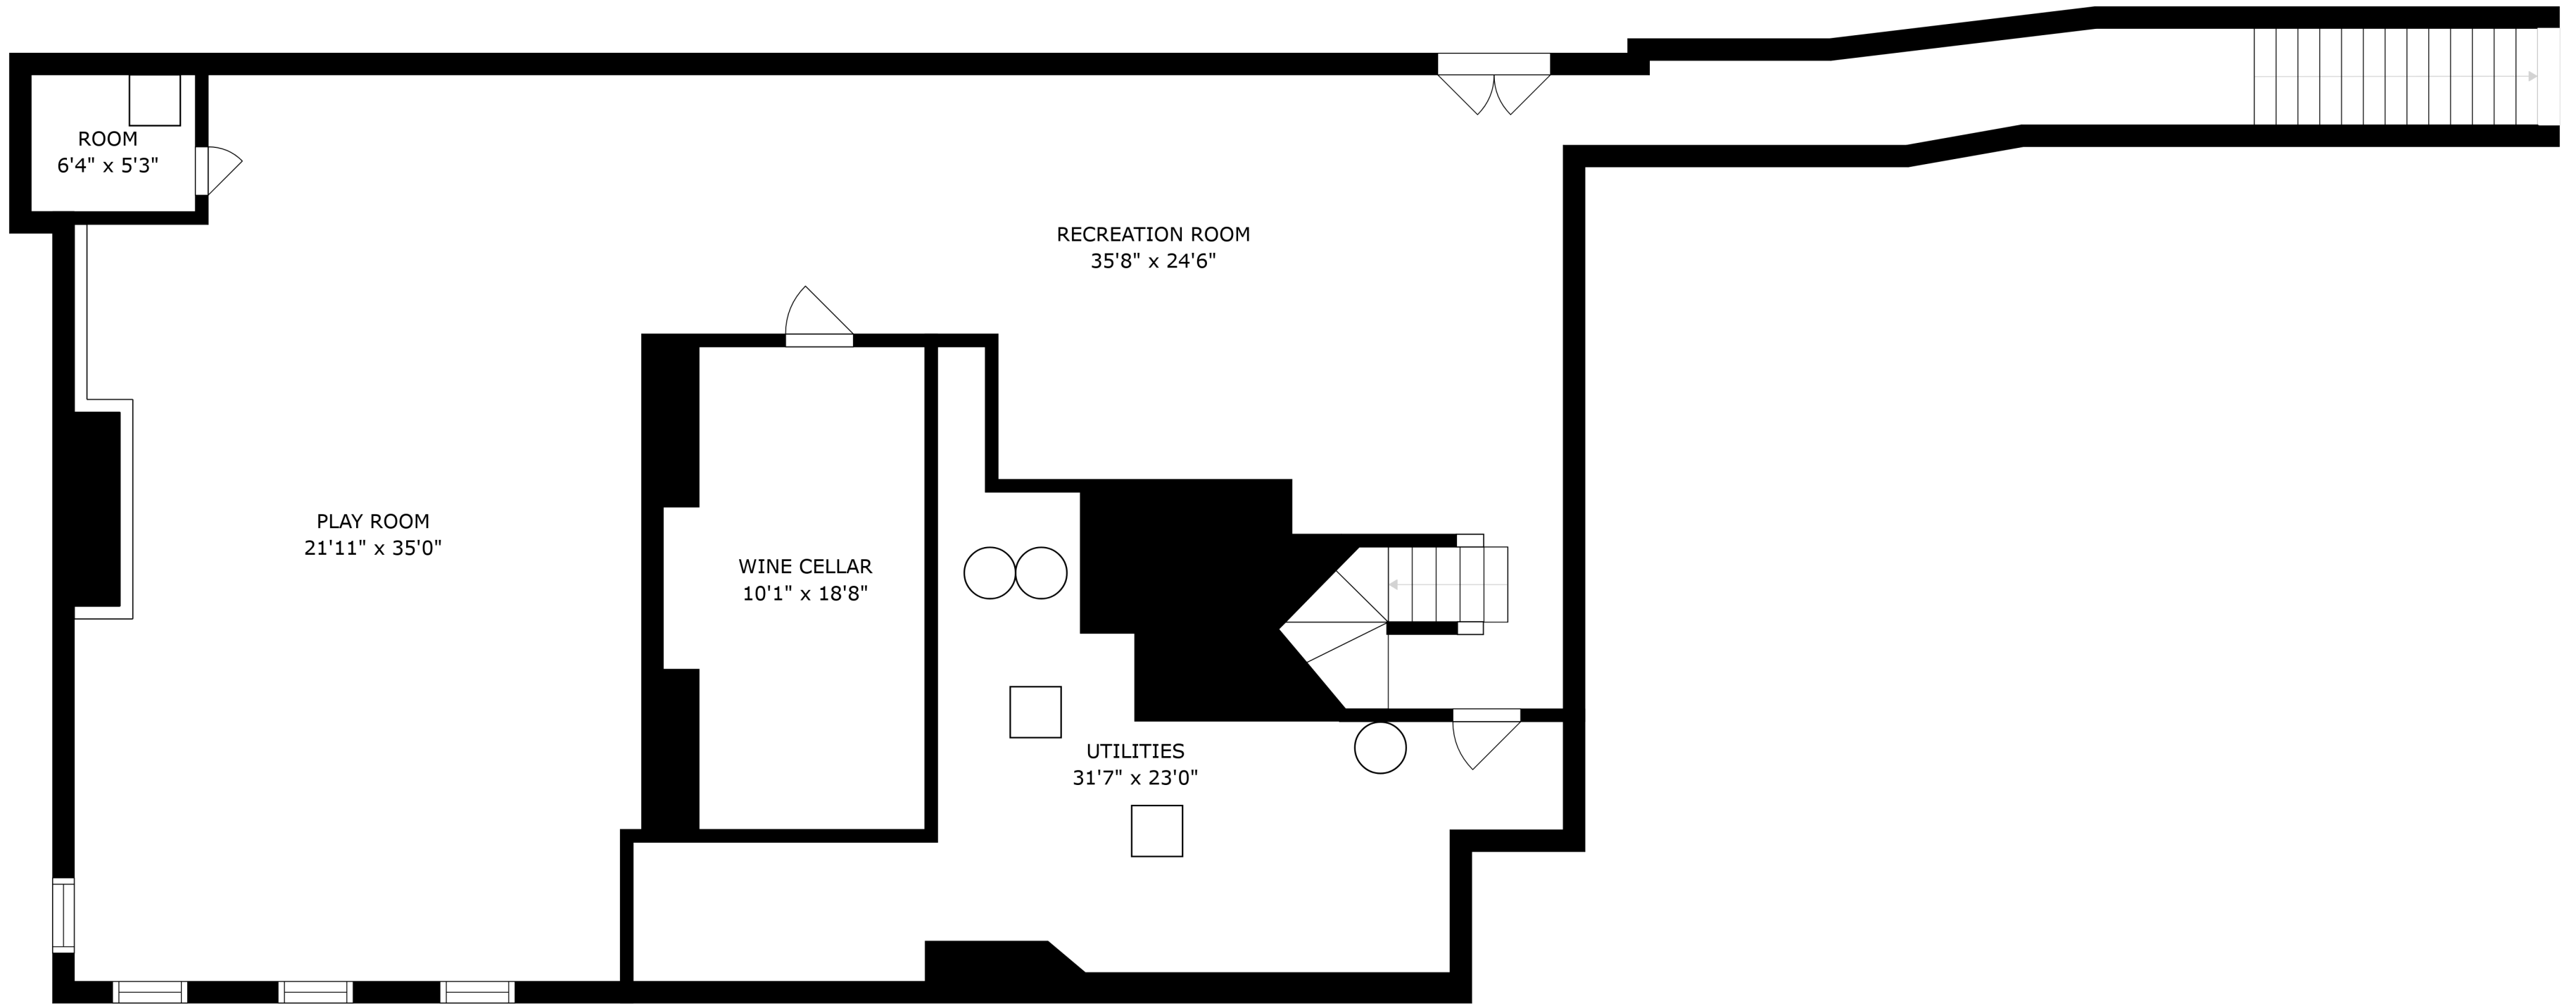 ROOM
6'4" x 5'3"
RECREATION ROOM
35'8" x 24'6"
PLAY ROOM
21'11" x 35'0"
WINE CELLAR
10'1" x 18'8"
UTILITIES
31'7" x 23'0"